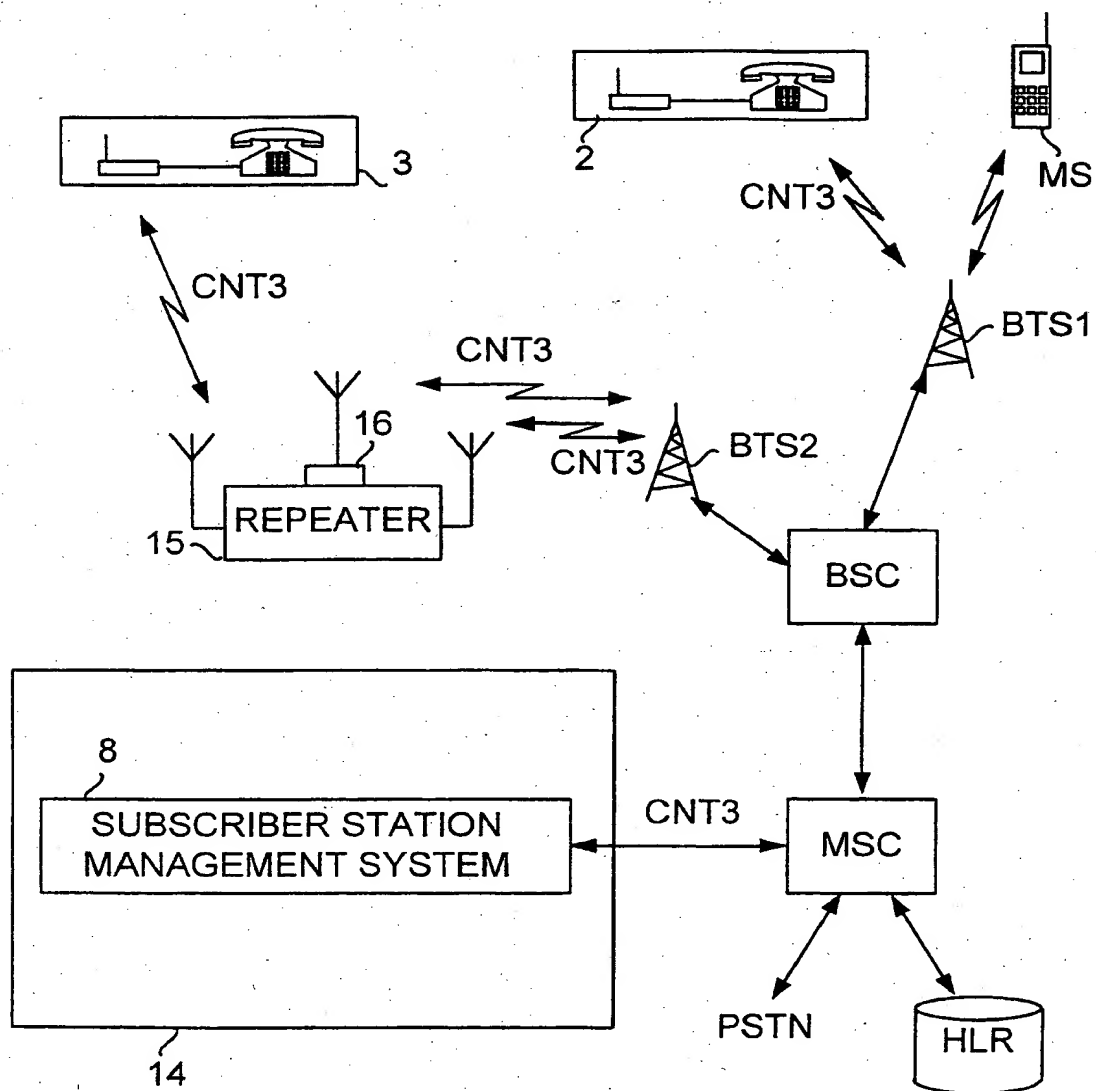 3
2
MS
CNT3
CNT3
BTS1
CNT3
16
CNT3
BTS2
REPEATER
15
BSC
8
SUBSCRIBER STATION
MANAGEMENT SYSTEM
CNT3
MSC
PSTN
HLR
14